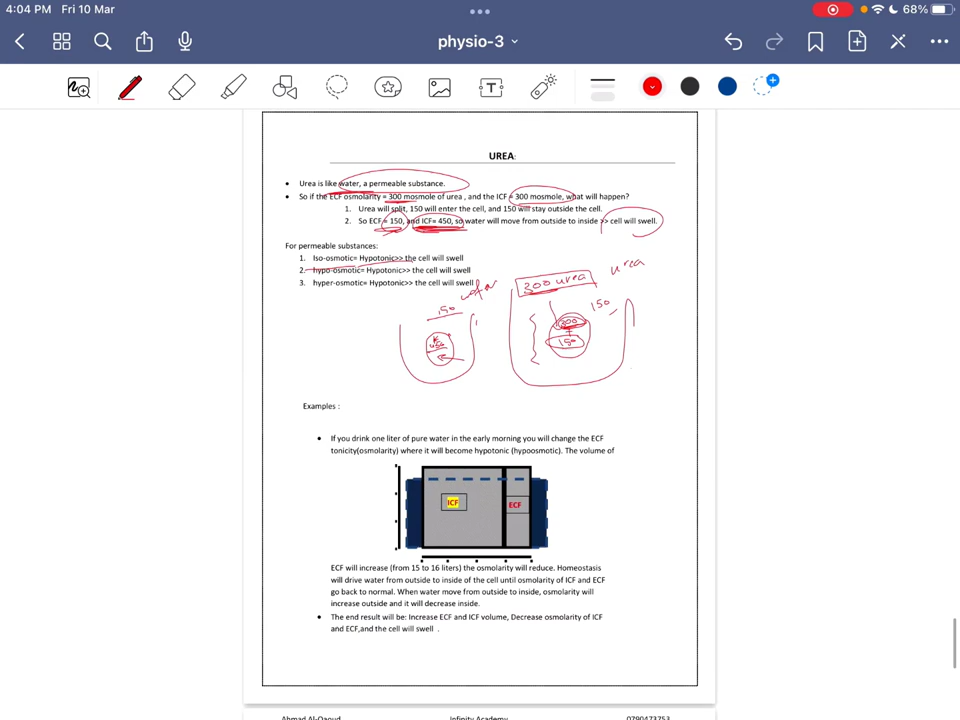 4:04 PM Fri 10 Mar
68%
physio-3
UREA:
• Urea is like water, a permeable substance.
• So if the ECF osmolarity = 300 mosmole of urea , and the ICF = 300 mosmole, what will happen?
1. Urea will split, 150 will enter the cell, and 150 will stay outside the cell.
2. So ECF = 150, and ICF= 450, so water will move from outside to inside >> cell will swell.
For permeable substances:
1. Iso-osmotic= Hypotonic>> the cell will swell
2. hypo-osmotic= Hypotonic>> the cell will swell
3. hyper-osmotic= Hypotonic>> the cell will swell
urea
300 urea
150
150
300
+
150
450
Examples :
• If you drink one liter of pure water in the early morning you will change the ECF
tonicity(osmolarity) where it will become hypotonic (hypoosmotic). The volume of
ICF
ECF
ECF will increase (from 15 to 16 liters) the osmolarity will reduce. Homeostasis
will drive water from outside to inside of the cell until osmolarity of ICF and ECF
go back to normal. When water move from outside to inside, osmolarity will
increase outside and it will decrease inside.
• The end result will be: Increase ECF and ICF volume, Decrease osmolarity of ICF
and ECF,and the cell will swell .
Ahmad Al-Qaoud Infinity Academy 0790473753